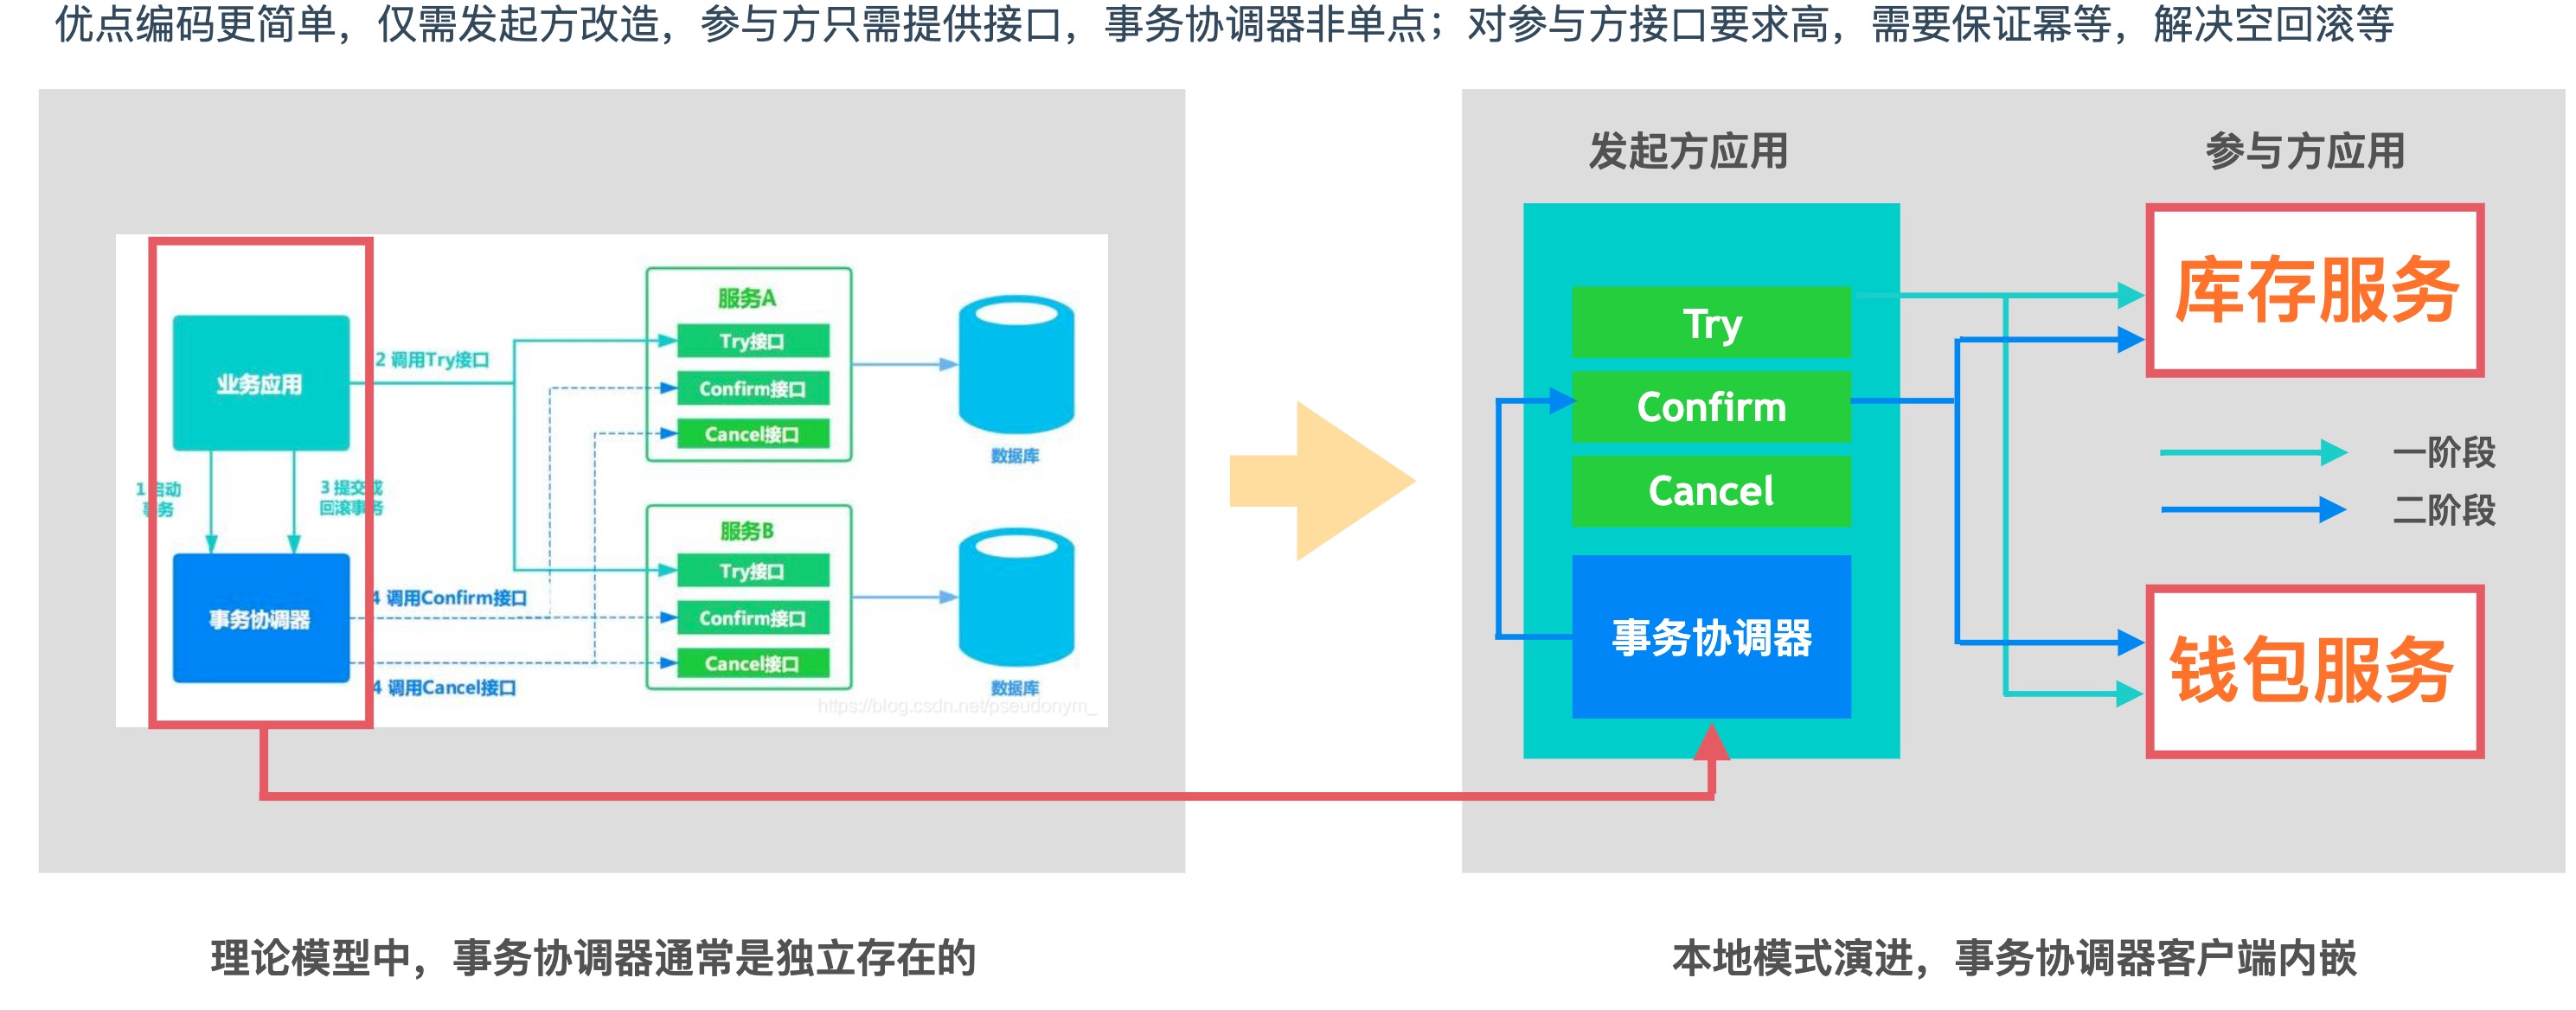 优点编码更简单，仅需发起方改造，参与方只需提供接口，事务协调器非单点；对参与方接口要求高，需要保证幂等，解决空回滚等
业务应用
1 启动
事务
3 提交或
回滚事务
事务协调器
2 调用Try接口
4 调用Confirm接口
4 调用Cancel接口
服务A
Try接口
Confirm接口
Cancel接口
数据库
服务B
Try接口
Confirm接口
Cancel接口
数据库
https://blog.csdn.net/pseudonym_
理论模型中，事务协调器通常是独立存在的
发起方应用
Try
Confirm
Cancel
事务协调器
参与方应用
库存服务
一阶段
二阶段
钱包服务
本地模式演进，事务协调器客户端内嵌